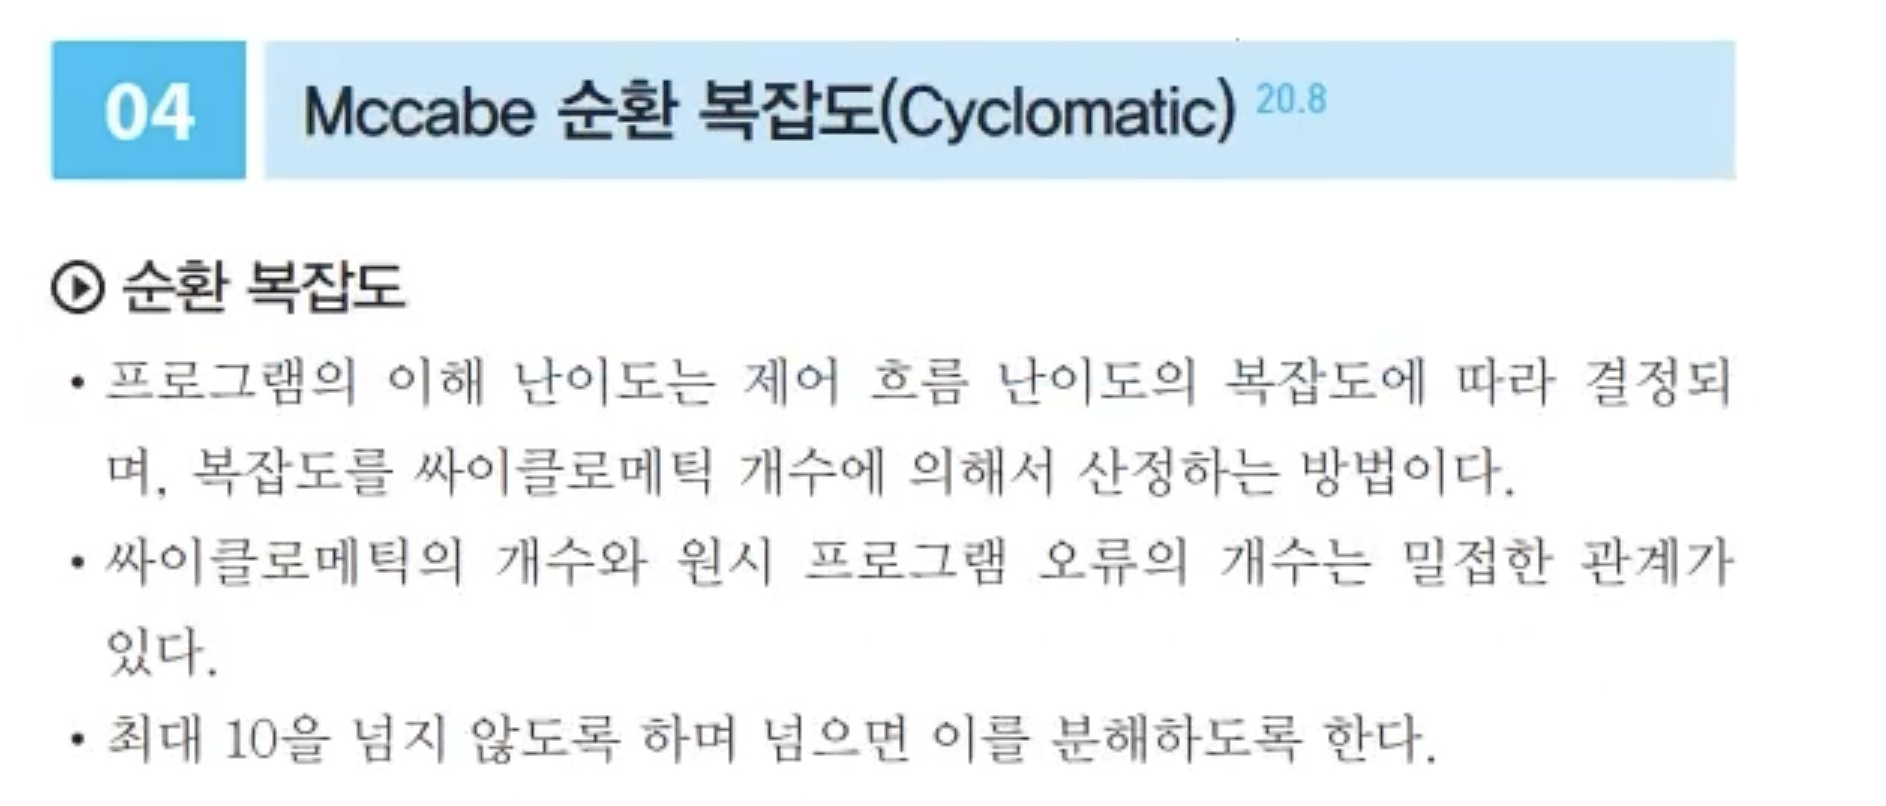 04 Mccabe 순환 복잡도(Cyclomatic) 20.8
순환 복잡도
• 프로그램의 이해 난이도는 제어 흐름 난이도의 복잡도에 따라 결정되
며, 복잡도를 싸이클로메틱 개수에 의해서 산정하는 방법이다.
• 싸이클로메틱의 개수와 원시 프로그램 오류의 개수는 밀접한 관계가
있다.
• 최대 10을 넘지 않도록 하며 넘으면 이를 분해하도록 한다.